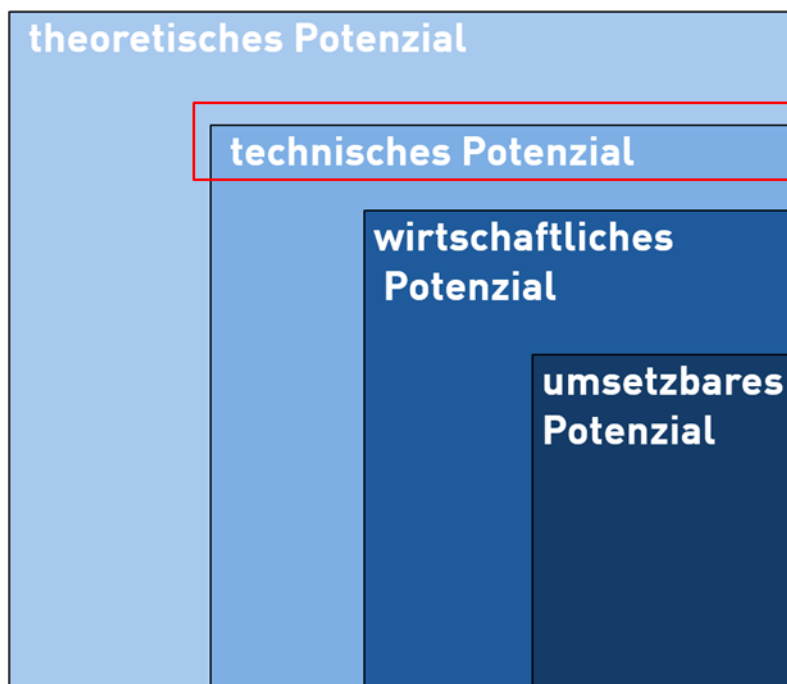 theoretisches Potenzial
technisches Potenzial
wirtschaftliches
Potenzial
umsetzbares
Potenzial